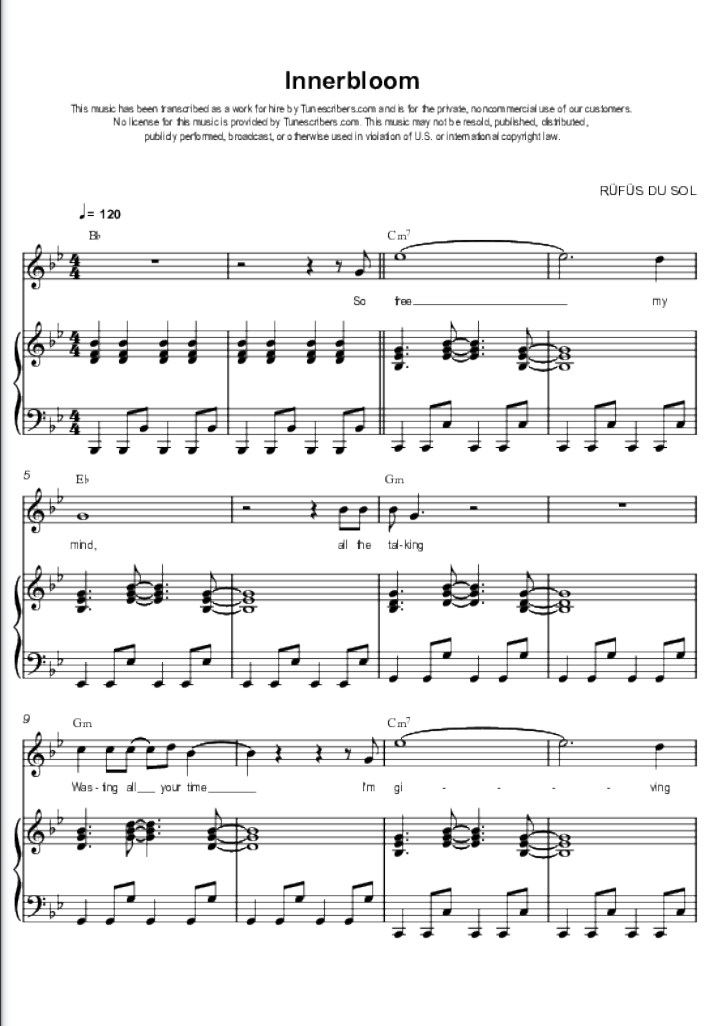 Innerbloom
This music has been transcribed as a work for hire by Tunescribers.com and is for the private, noncommercial use of our customers.
No license for this music is provided by Tunescribers.com. This music may not be resold, published, distributed,
publicly performed, broadcast, or otherwise used in violation of U.S. or international copyright law.
RÜFÜS DU SOL
♩= 120
B♭ Cm7
4/4
So free my
5
E♭ Gm
mind, all the tal-king
9
Gm Cm7
Was - ting all your time I'm gi - - - - ving